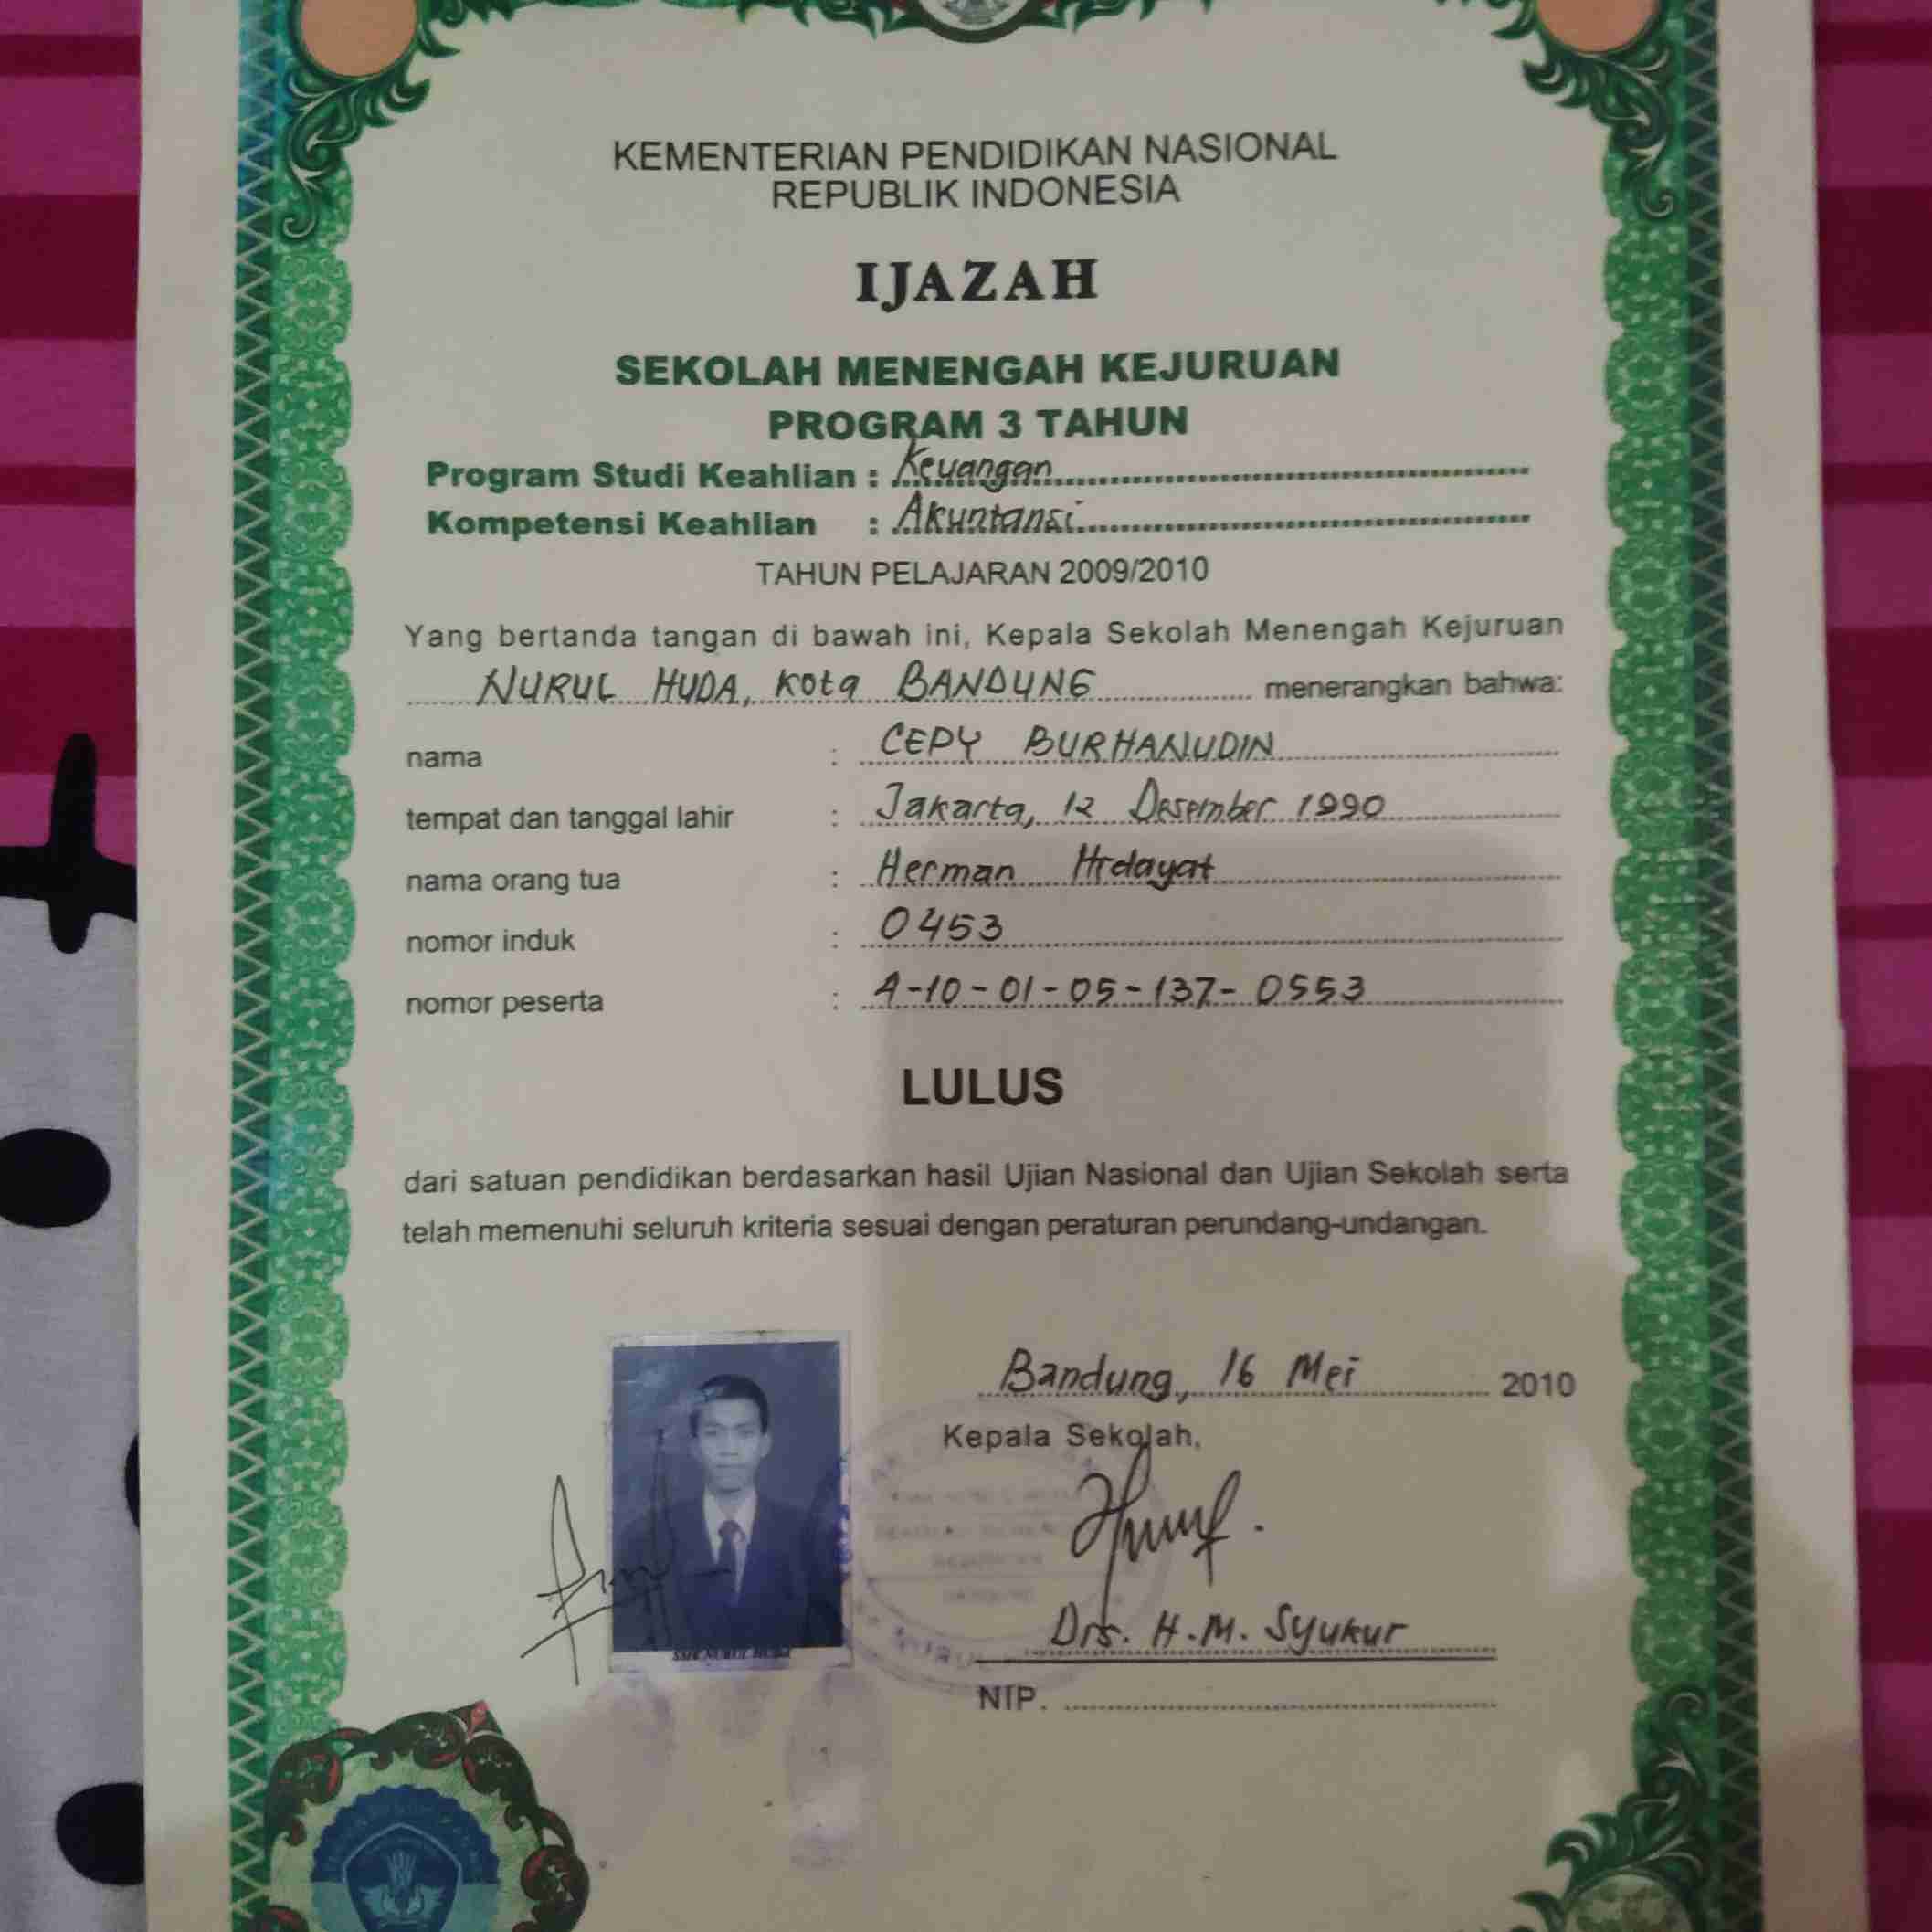 KEMENTERIAN PENDIDIKAN NASIONAL
REPUBLIK INDONESIA
IJAZAH
SEKOLAH MENENGAH KEJURUAN
PROGRAM 3 TAHUN
Program Studi Keahlian : Keuangan
Kompetensi Keahlian : Akuntansi
TAHUN PELAJARAN 2009/2010
Yang bertanda tangan di bawah ini, Kepala Sekolah Menengah Kejuruan
NURUL HUDA, Kota BANDUNG menerangkan bahwa:
nama : CEPY BURHANUDIN
tempat dan tanggal lahir : Jakarta, 12 Desember 1990
nama orang tua : Herman Hidayat
nomor induk : 0453
nomor peserta : 4-10-01-05-137-0553
LULUS
dari satuan pendidikan berdasarkan hasil Ujian Nasional dan Ujian Sekolah serta
telah memenuhi seluruh kriteria sesuai dengan peraturan perundang-undangan.
Bandung, 16 Mei 2010
Kepala Sekolah,
Drs. H.M. Syukur
SMK NURUL HUDA
NIP.